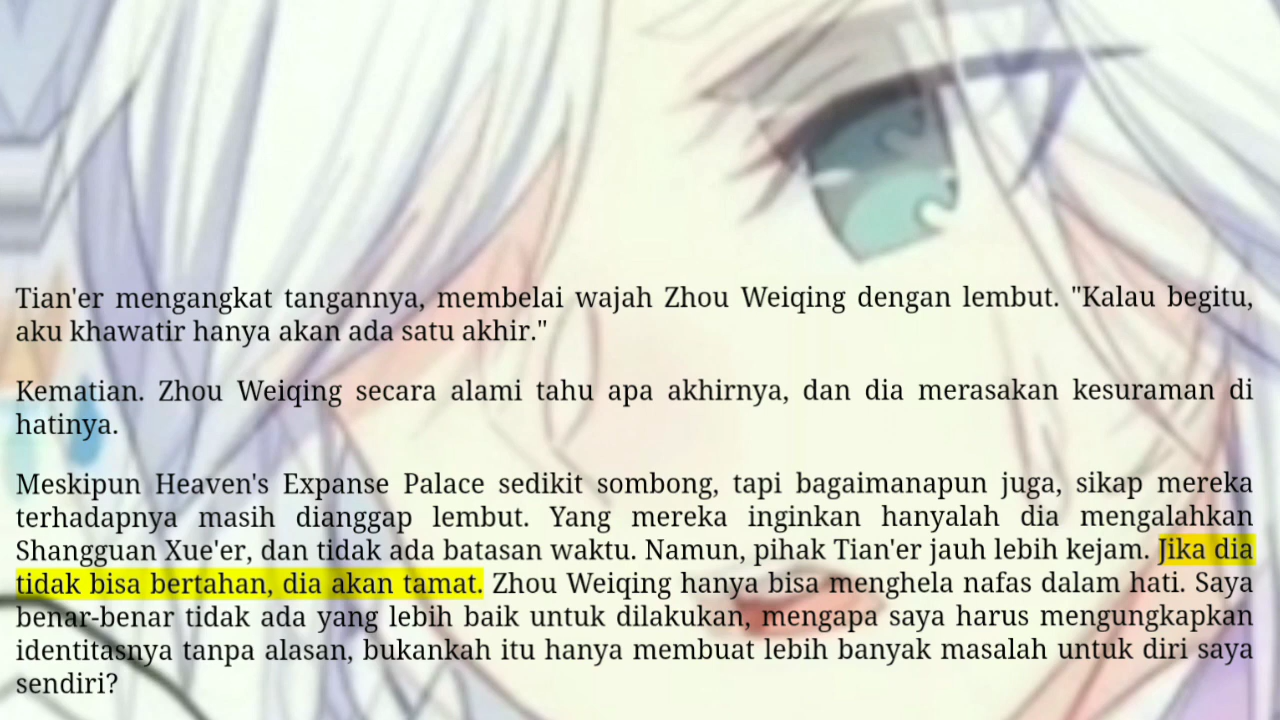 Tian'er mengangkat tangannya, membelai wajah Zhou Weiqing dengan lembut. "Kalau begitu,
aku khawatir hanya akan ada satu akhir."
Kematian. Zhou Weiqing secara alami tahu apa akhirnya, dan dia merasakan kesuraman di
hatinya.
Meskipun Heaven's Expanse Palace sedikit sombong, tapi bagaimanapun juga, sikap mereka
terhadapnya masih dianggap lembut. Yang mereka inginkan hanyalah dia mengalahkan
Shangguan Xue'er, dan tidak ada batasan waktu. Namun, pihak Tian'er jauh lebih kejam. Jika dia
tidak bisa bertahan, dia akan tamat. Zhou Weiqing hanya bisa menghela nafas dalam hati. Saya
benar-benar tidak ada yang lebih baik untuk dilakukan, mengapa saya harus mengungkapkan
identitasnya tanpa alasan, bukankah itu hanya membuat lebih banyak masalah untuk diri saya
sendiri?